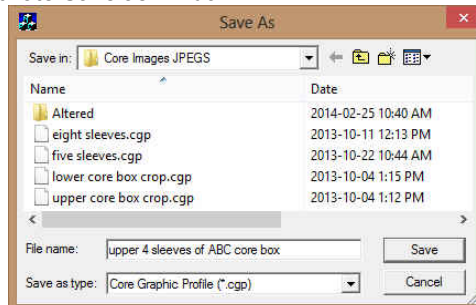 Save As
Save in: Core Images JPEGS
Name Date
Altered 2014-02-25 10:40 AM
eight sleeves.cgp 2013-10-11 12:13 PM
five sleeves.cgp 2013-10-22 10:44 AM
lower core box crop.cgp 2013-10-04 1:15 PM
upper core box crop.cgp 2013-10-04 1:12 PM
File name: upper 4 sleeves of ABC core box Save
Save as type: Core Graphic Profile (*.cgp) Cancel